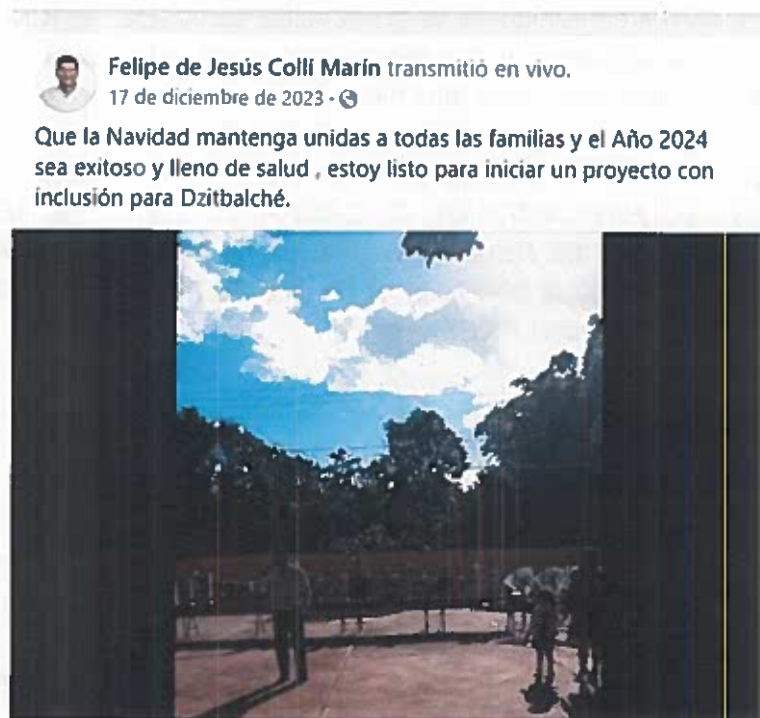 Felipe de Jesús Collí Marín transmitió en vivo.
17 de diciembre de 2023 ·
Que la Navidad mantenga unidas a todas las familias y el Año 2024
sea exitoso y lleno de salud , estoy listo para iniciar un proyecto con
inclusión para Dzitbalché.